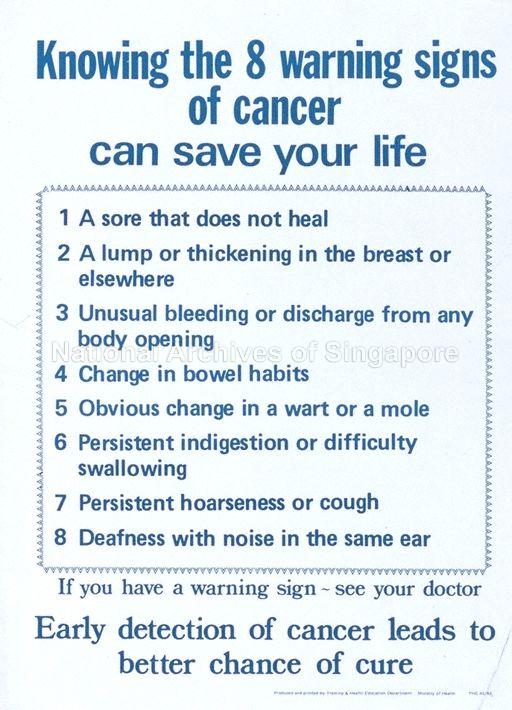 Knowing the 8 warning signs
of cancer
can save your life
1 A sore that does not heal
2 A lump or thickening in the breast or
elsewhere
3 Unusual bleeding or discharge from any
body opening
National Archives of Singapore
4 Change in bowel habits
5 Obvious change in a wart or a mole
6 Persistent indigestion or difficulty
swallowing
7 Persistent hoarseness or cough
8 Deafness with noise in the same ear
If you have a warning sign ~ see your doctor
Early detection of cancer leads to
better chance of cure
Produced and printed by Training & Health Education Department Ministry of Health